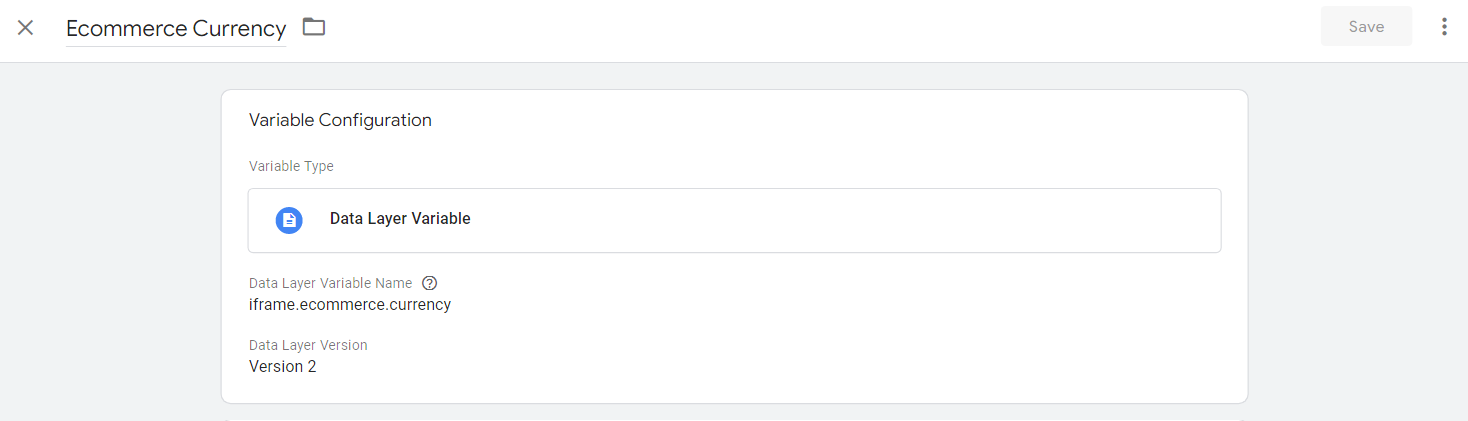 Ecommerce Currency
Save
Variable Configuration
Variable Type
Data Layer Variable
Data Layer Variable Name
iframe.ecommerce.currency
Data Layer Version
Version 2